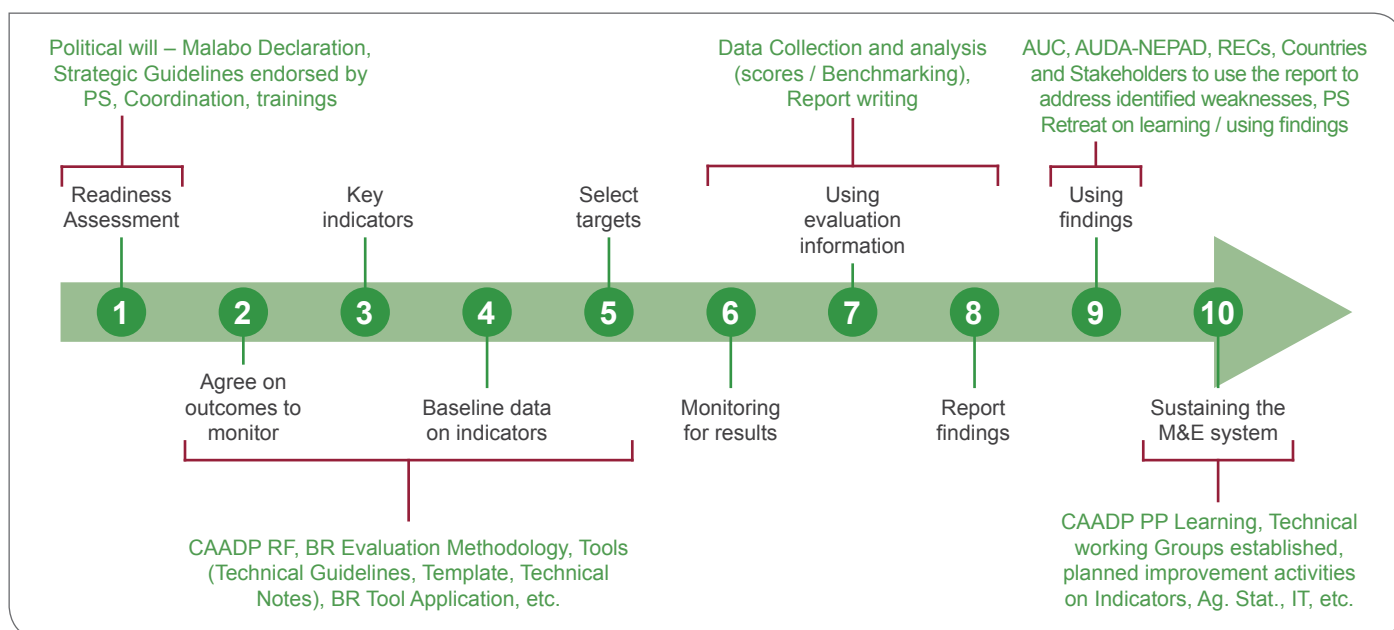 Political will – Malabo Declaration,
Strategic Guidelines endorsed by
PS, Coordination, trainings
Data Collection and analysis
(scores / Benchmarking),
Report writing
AUC, AUDA-NEPAD, RECs, Countries
and Stakeholders to use the report to
address identified weaknesses, PS
Retreat on learning / using findings
Readiness
Assessment
Key
indicators
Select
targets
Using
evaluation
information
Using
findings
1
2
3
4
5
6
7
8
9
10
Agree on
outcomes to
monitor
Baseline data
on indicators
Monitoring
for results
Report
findings
Sustaining the
M&E system
CAADP RF, BR Evaluation Methodology, Tools
(Technical Guidelines, Template, Technical
Notes), BR Tool Application, etc.
CAADP PP Learning, Technical
working Groups established,
planned improvement activities
on Indicators, Ag. Stat., IT, etc.